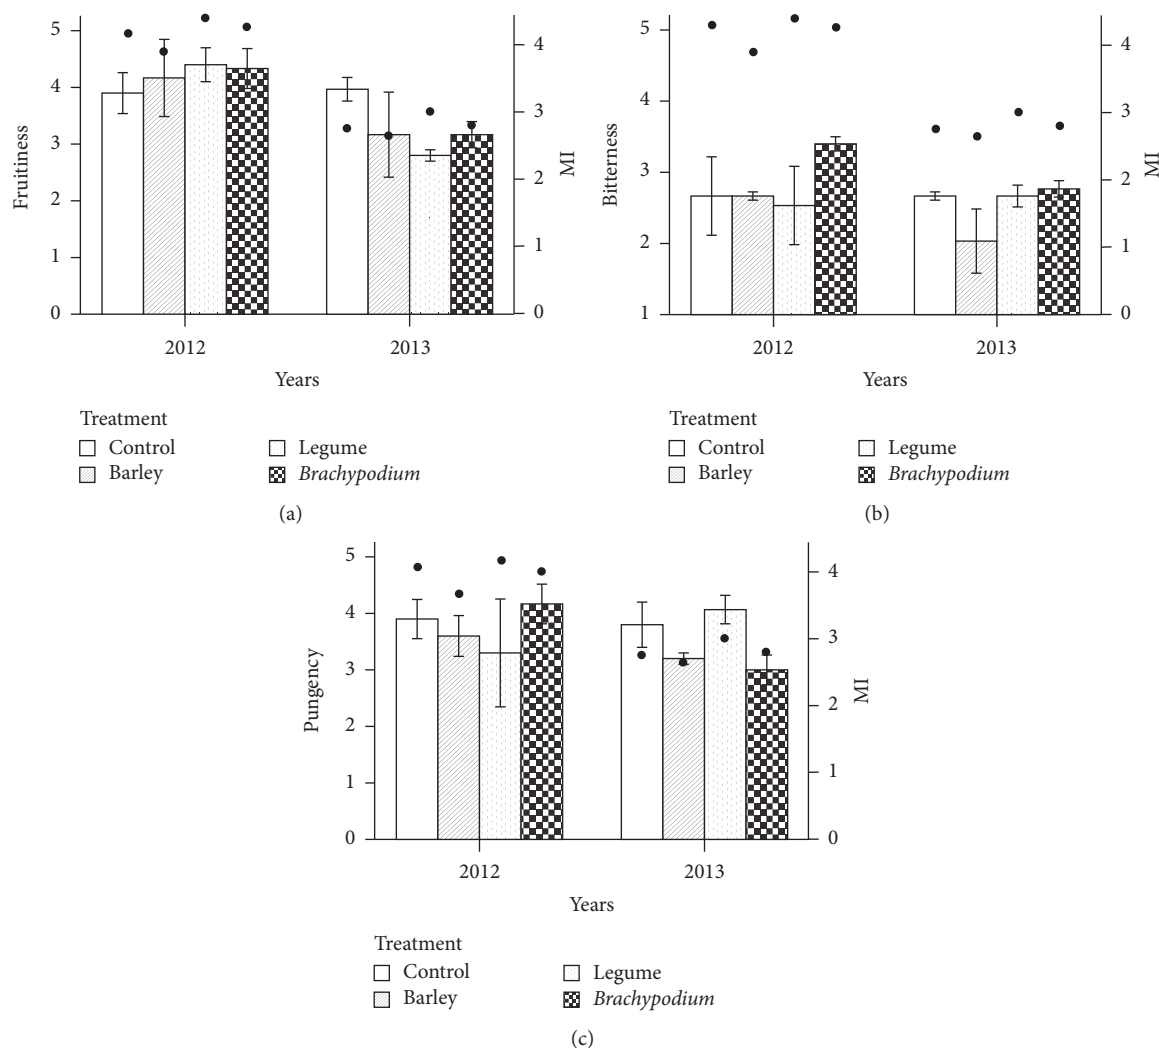 5
4
3
2
1
0
Fruitiness
4
3
2
1
0
MI
2012 2013
Years
Treatment
Control Legume
Barley Brachypodium
(a)
5
4
3
2
1
Bitterness
4
3
2
1
0
MI
2012 2013
Years
Treatment
Control Legume
Barley Brachypodium
(b)
5
4
3
2
1
0
Pungency
4
3
2
1
0
MI
2012 2013
Years
Treatment
Control Legume
Barley Brachypodium
(c)